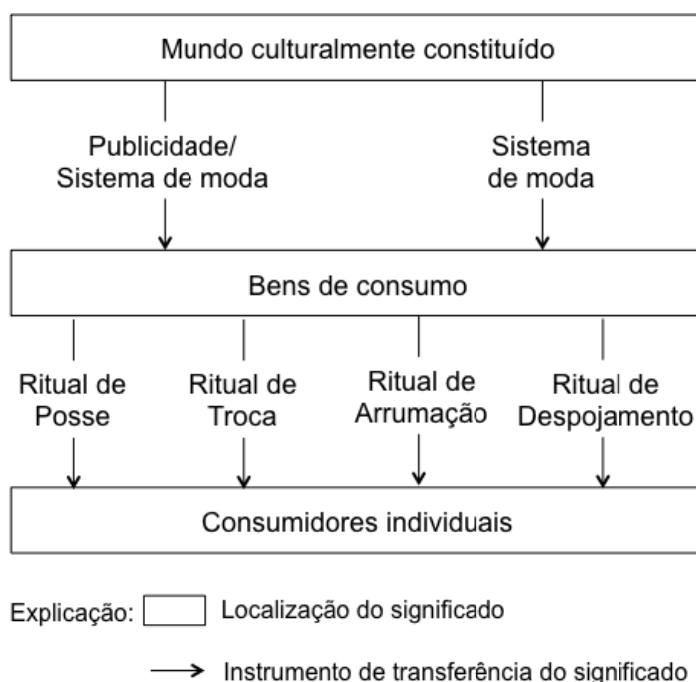 Mundo culturalmente constituído
Publicidade/
Sistema de moda
Sistema
de moda
Bens de consumo
Ritual de
Posse
Ritual de
Troca
Ritual de
Arrumação
Ritual de
Despojamento
Consumidores individuais
Explicação: Localização do significado
Instrumento de transferência do significado